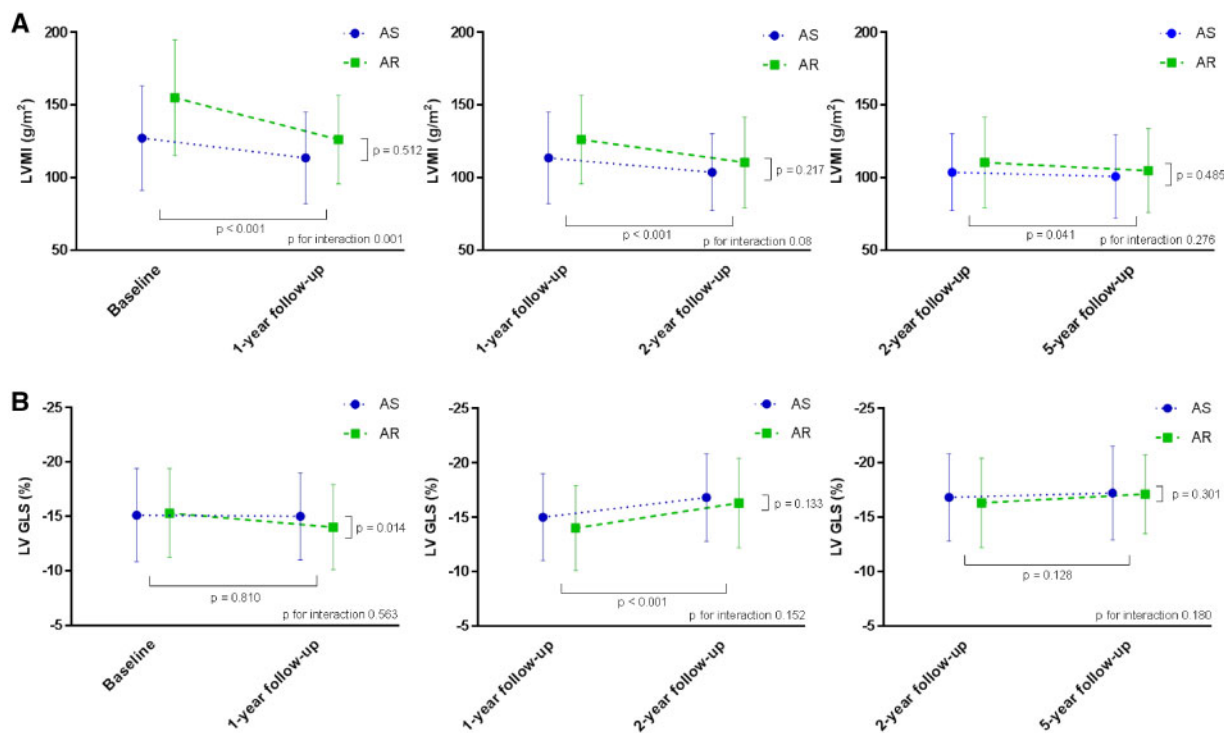 A
200
150
100
50
LVMI (g/m²)
AS
AR
p = 0.512
p < 0.001
p for interaction 0.001
Baseline
1-year follow-up
200
150
100
50
LVMI (g/m²)
AS
AR
p = 0.217
p < 0.001
p for interaction 0.08
1-year follow-up
2-year follow-up
200
150
100
50
LVMI (g/m²)
AS
AR
p = 0.485
p = 0.041
p for interaction 0.276
2-year follow-up
5-year follow-up
B
-25
-20
-15
-10
-5
LV GLS (%)
AS
AR
p = 0.014
p = 0.810
p for interaction 0.563
Baseline
1-year follow-up
-25
-20
-15
-10
-5
LV GLS (%)
AS
AR
p = 0.133
p < 0.001
p for interaction 0.152
1-year follow-up
2-year follow-up
-25
-20
-15
-10
-5
LV GLS (%)
AS
AR
p = 0.301
p = 0.128
p for interaction 0.180
2-year follow-up
5-year follow-up